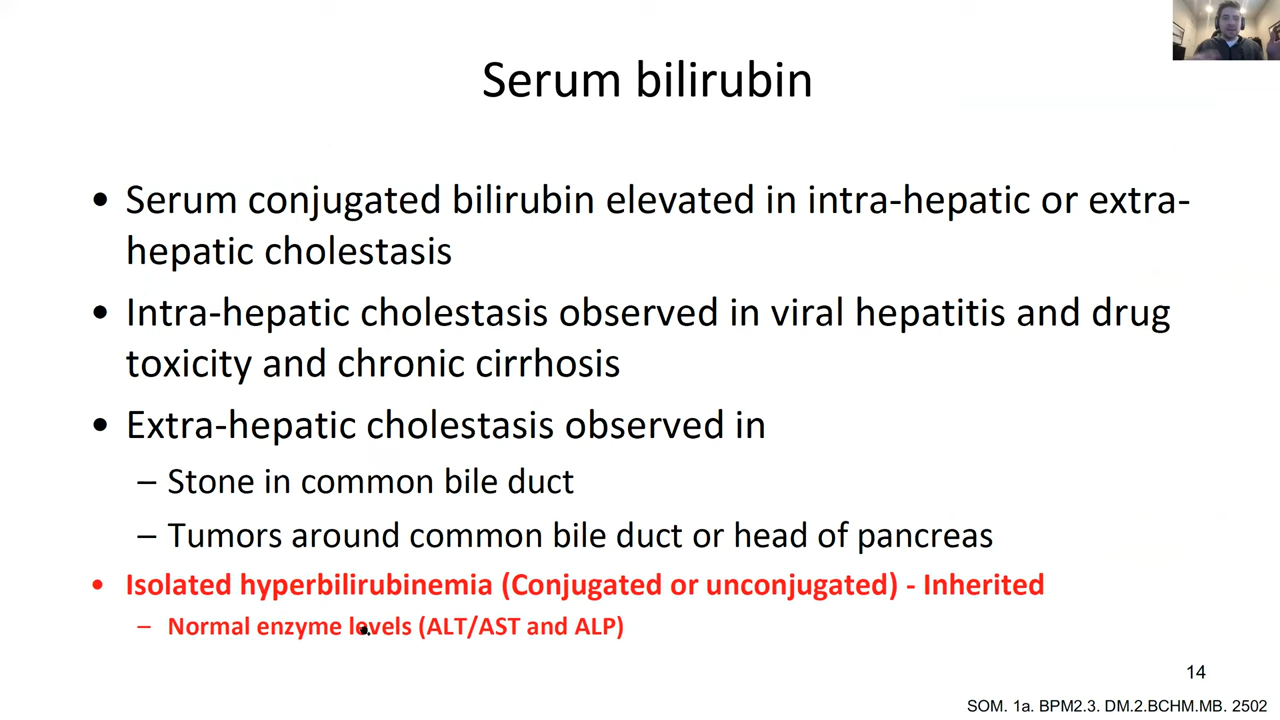 Serum bilirubin
• Serum conjugated bilirubin elevated in intra-hepatic or extra-
hepatic cholestasis
• Intra-hepatic cholestasis observed in viral hepatitis and drug
toxicity and chronic cirrhosis
• Extra-hepatic cholestasis observed in
– Stone in common bile duct
– Tumors around common bile duct or head of pancreas
• Isolated hyperbilirubinemia (Conjugated or unconjugated) - Inherited
– Normal enzyme levels (ALT/AST and ALP)
14
SOM. 1a. BPM2.3. DM.2.BCHM.MB. 2502